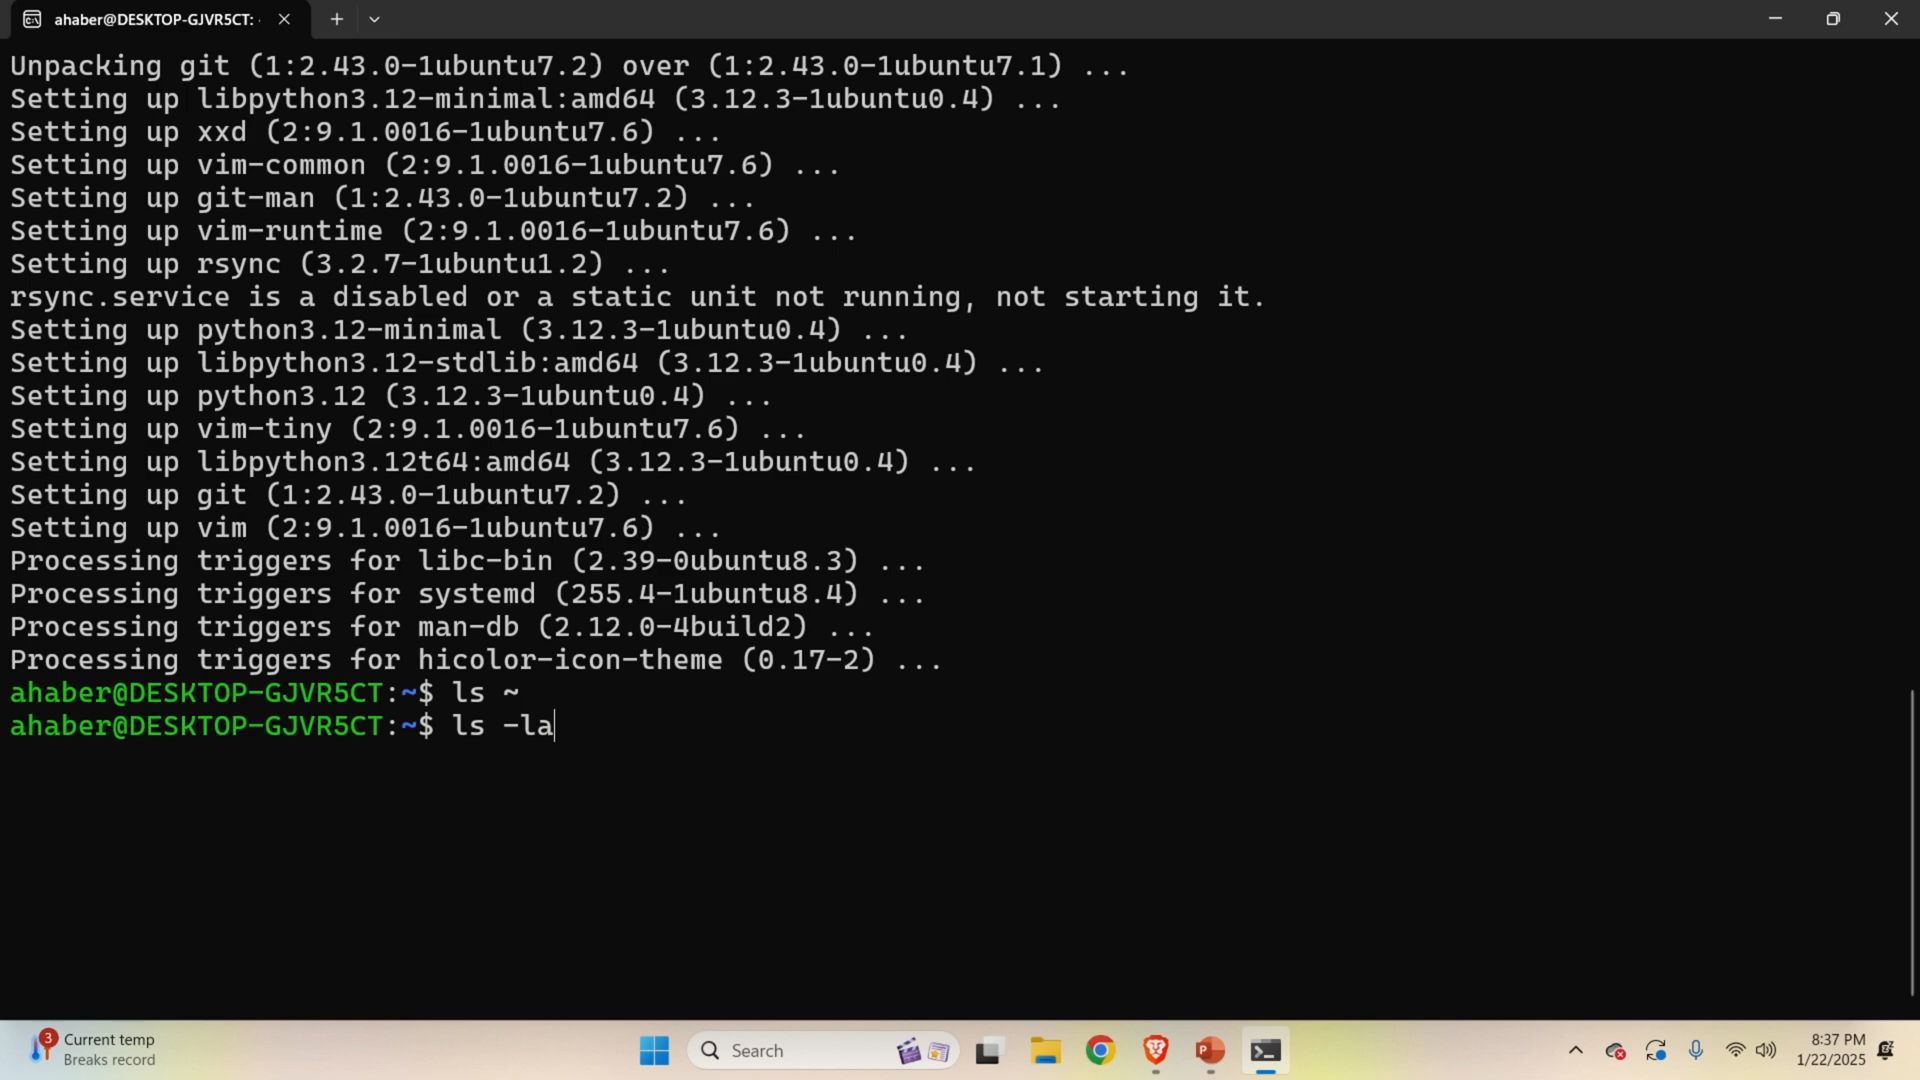 ahaber@DESKTOP-GJVR5CT:
Unpacking git (1:2.43.0-1ubuntu7.2) over (1:2.43.0-1ubuntu7.1) ...
Setting up libpython3.12-minimal:amd64 (3.12.3-1ubuntu0.4) ...
Setting up xxd (2:9.1.0016-1ubuntu7.6) ...
Setting up vim-common (2:9.1.0016-1ubuntu7.6) ...
Setting up git-man (1:2.43.0-1ubuntu7.2) ...
Setting up vim-runtime (2:9.1.0016-1ubuntu7.6) ...
Setting up rsync (3.2.7-1ubuntu1.2) ...
rsync.service is a disabled or a static unit not running, not starting it.
Setting up python3.12-minimal (3.12.3-1ubuntu0.4) ...
Setting up libpython3.12-stdlib:amd64 (3.12.3-1ubuntu0.4) ...
Setting up python3.12 (3.12.3-1ubuntu0.4) ...
Setting up vim-tiny (2:9.1.0016-1ubuntu7.6) ...
Setting up libpython3.12t64:amd64 (3.12.3-1ubuntu0.4) ...
Setting up git (1:2.43.0-1ubuntu7.2) ...
Setting up vim (2:9.1.0016-1ubuntu7.6) ...
Processing triggers for libc-bin (2.39-0ubuntu8.3) ...
Processing triggers for systemd (255.4-1ubuntu8.4) ...
Processing triggers for man-db (2.12.0-4build2) ...
Processing triggers for hicolor-icon-theme (0.17-2) ...
ahaber@DESKTOP-GJVR5CT:~$ ls ~
ahaber@DESKTOP-GJVR5CT:~$ ls -la
3
Current temp
Breaks record
Search
8:37 PM
1/22/2025